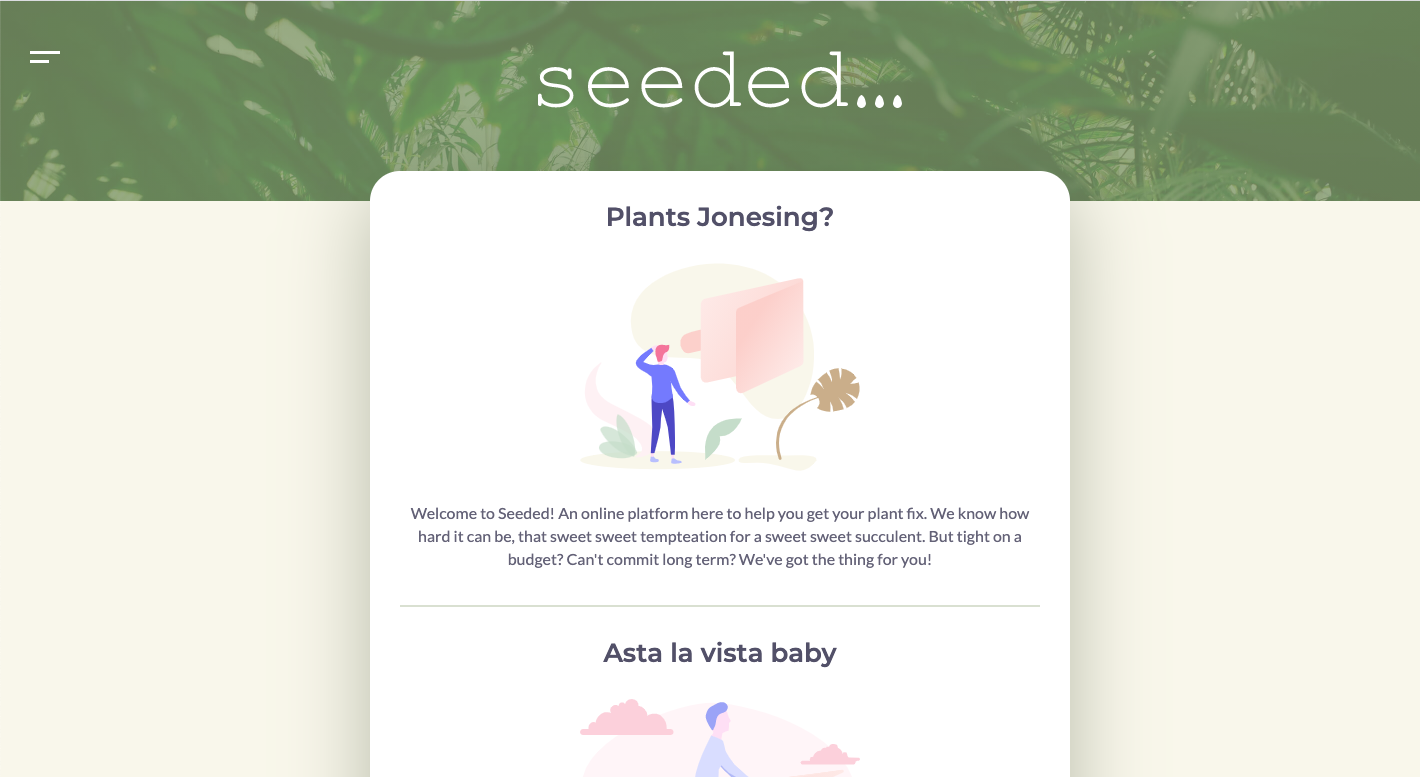 seeded...
Plants Jonesing?
Welcome to Seeded! An online platform here to help you get your plant fix. We know how
hard it can be, that sweet sweet tempteation for a sweet sweet succulent. But tight on a
budget? Can't commit long term? We've got the thing for you!
Asta la vista baby